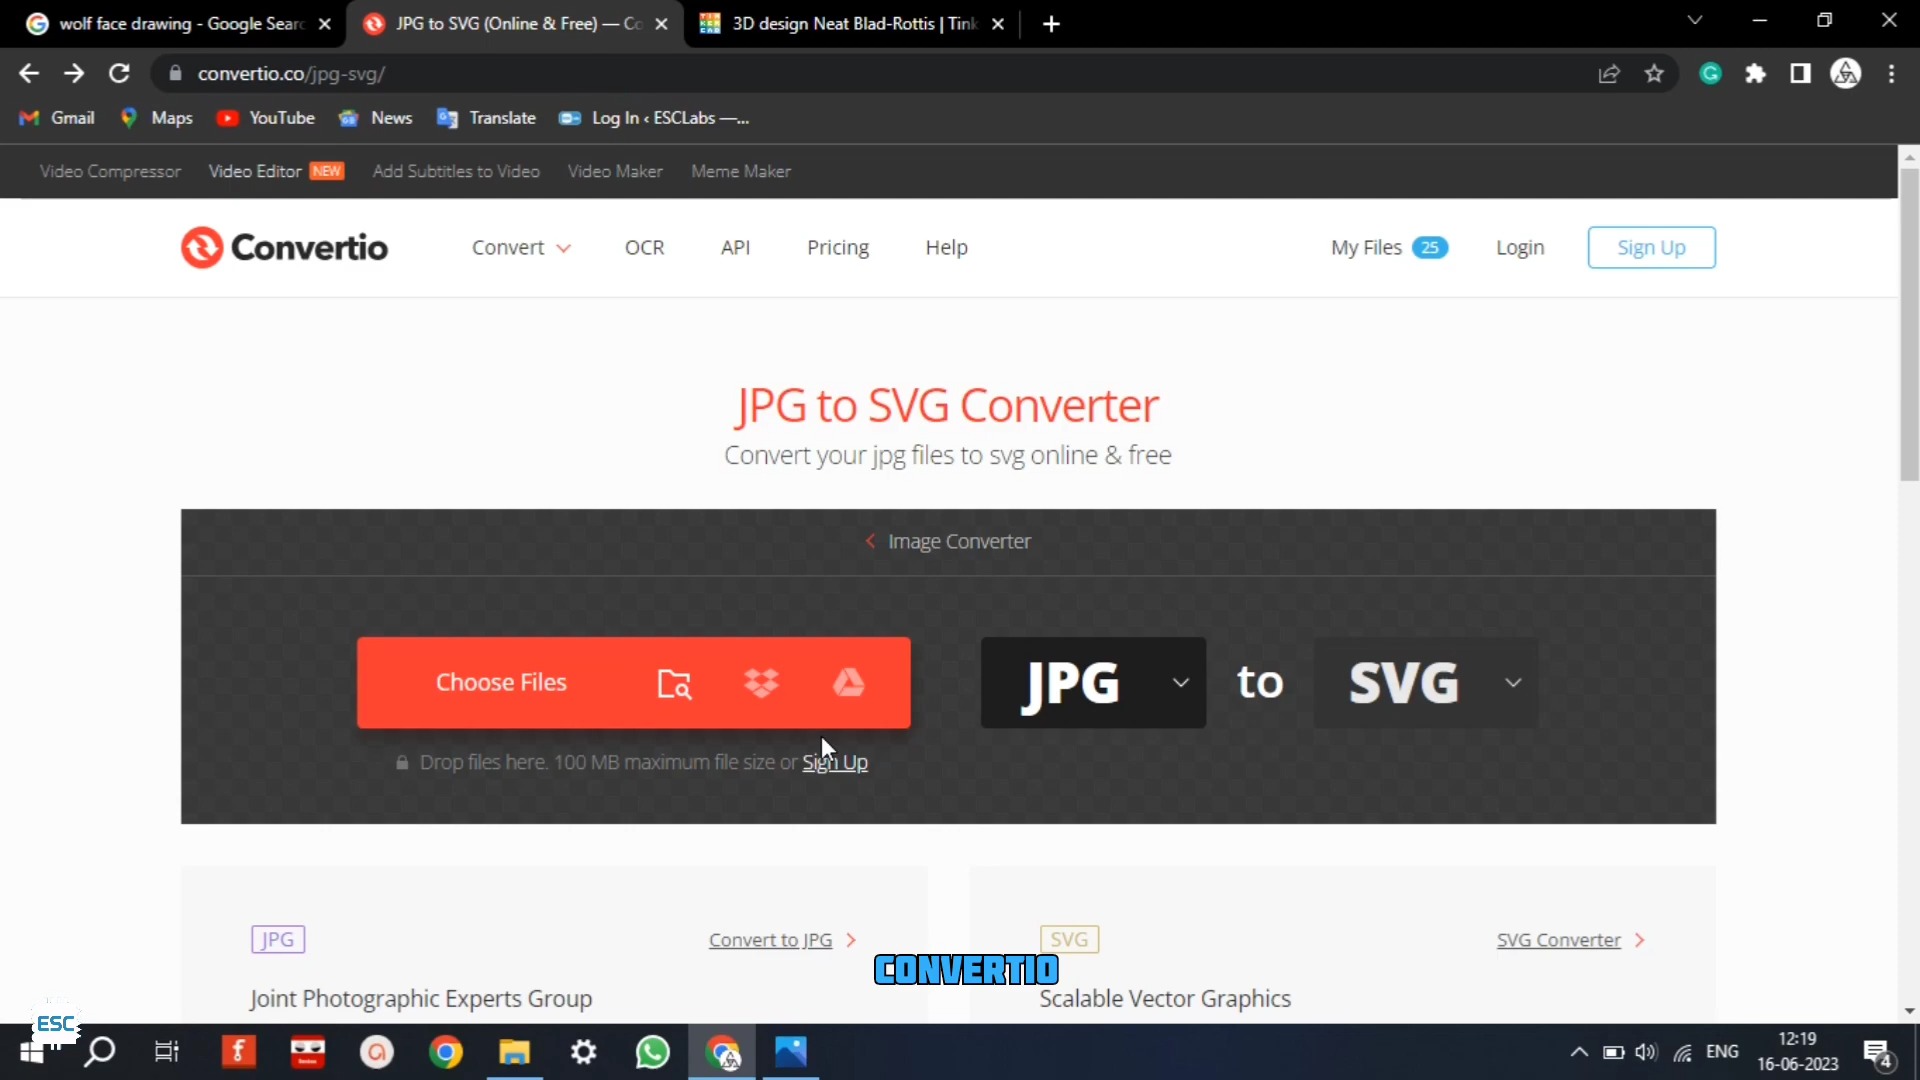 wolf face drawing - Google Searc
JPG to SVG (Online & Free) — Co
3D design Neat Blad-Rottis | Tink
convertio.co/jpg-svg/
Gmail
Maps
YouTube
News
Translate
Log In ‹ ESCLabs —...
Video Compressor
Video Editor NEW
Add Subtitles to Video
Video Maker
Meme Maker
Convertio
Convert
OCR
API
Pricing
Help
My Files 25
Login
Sign Up
JPG to SVG Converter
Convert your jpg files to svg online & free
Image Converter
Choose Files
JPG to SVG
Drop files here. 100 MB maximum file size or Sign Up
JPG
Convert to JPG
SVG
SVG Converter
CONVERTIO
Joint Photographic Experts Group
Scalable Vector Graphics
ESC
ENG
12:19
16-06-2023
4